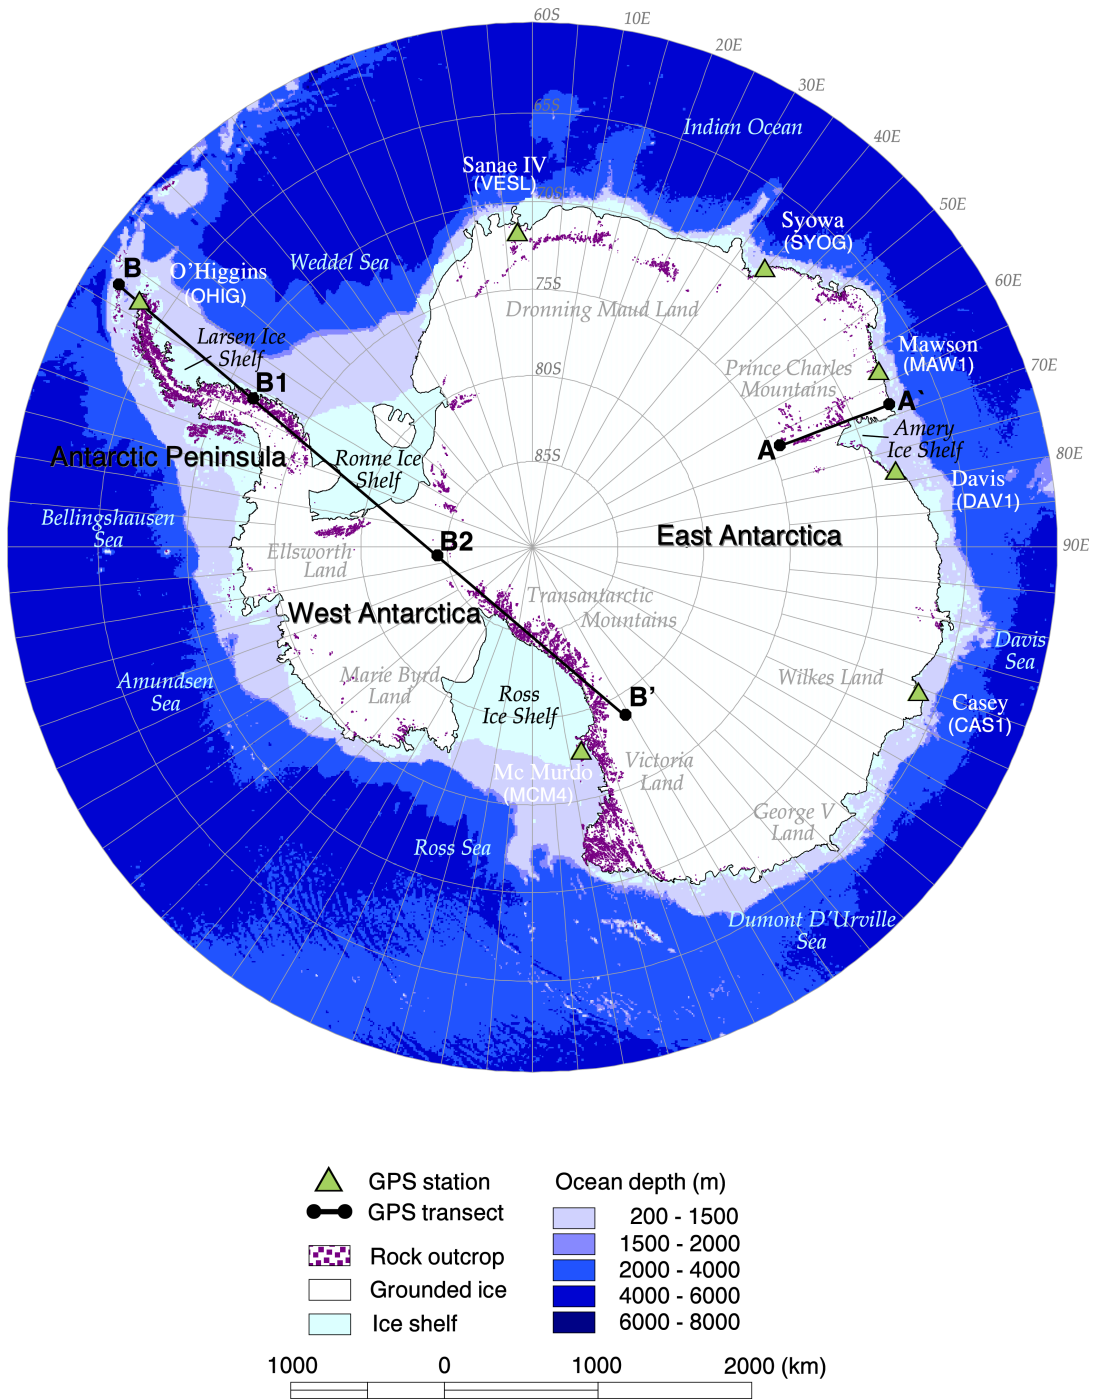 60S
10E
20E
30E
40E
50E
60E
70E
80E
90E
65S
70S
75S
80S
85S
Indian Ocean
Sanae IV
(VESL)
Syowa
(SYOG)
Weddel Sea
B
O'Higgins
(OHIG)
Dronning Maud Land
Larsen Ice
Shelf
Mawson
(MAW1)
Prince Charles
Mountains
B1
A`
A
Amery
Ice Shelf
Antarctic Peninsula
Ronne Ice
Shelf
Davis
(DAV1)
Bellingshausen
Sea
East Antarctica
B2
Ellsworth
Land
Transantarctic
Mountains
West Antarctica
Davis
Sea
Amundsen
Sea
Marie Byrd
Land
Wilkes Land
Ross
Ice Shelf
B'
Casey
(CAS1)
Mc Murdo
(MCM4)
Victoria
Land
George V
Land
Ross Sea
Dumont D'Urville
Sea
GPS station
GPS transect
Rock outcrop
Grounded ice
Ice shelf
Ocean depth (m)
200 - 1500
1500 - 2000
2000 - 4000
4000 - 6000
6000 - 8000
1000 0 1000 2000 (km)